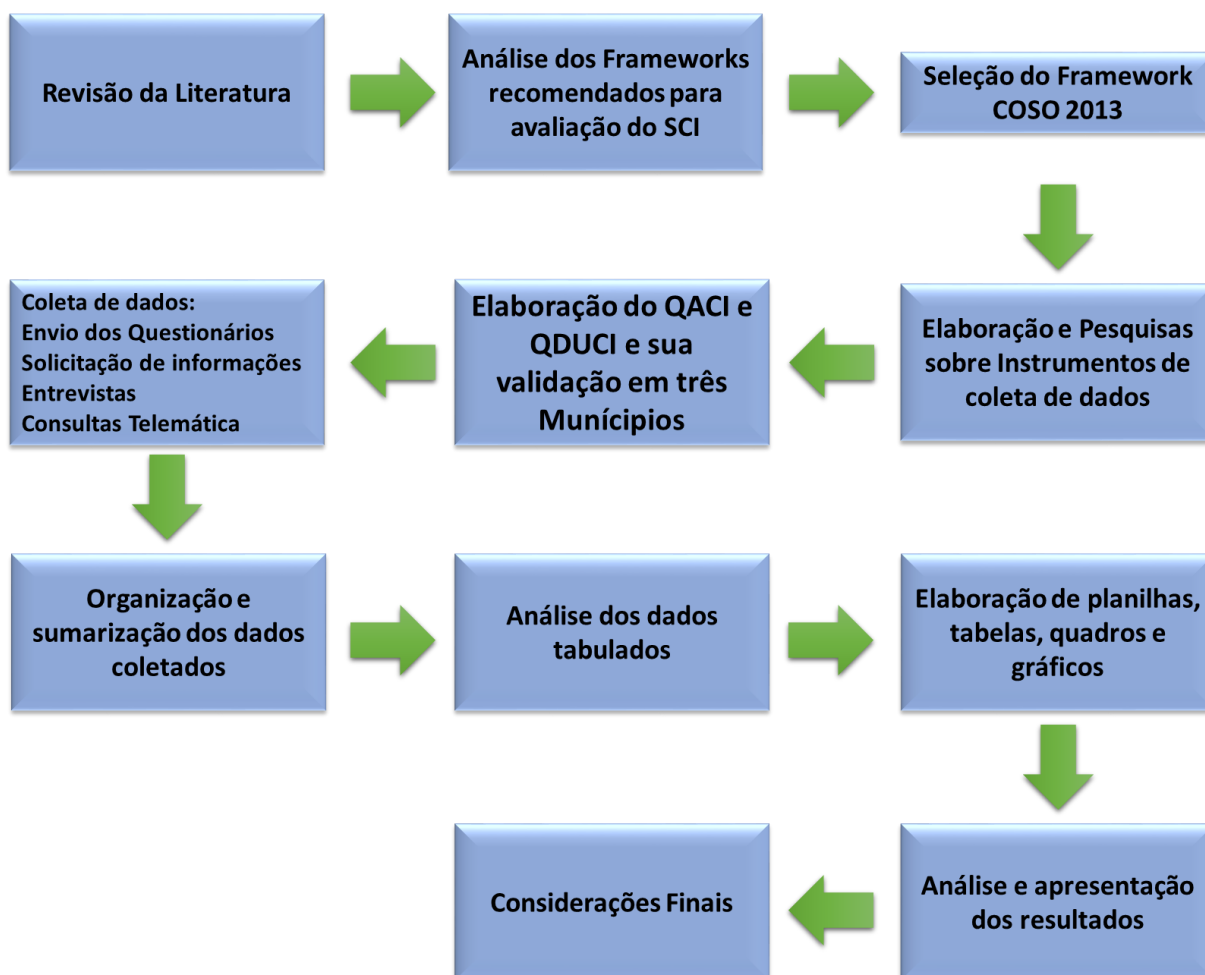 Revisão da Literatura
Análise dos Frameworks
recomendados para
avaliação do SCI
Seleção do Framework
COSO 2013
Elaboração e Pesquisas
sobre Instrumentos de
coleta de dados
Elaboração do QACI e
QDUCI e sua
validação em três
Munícipios
Coleta de dados:
Envio dos Questionários
Solicitação de informações
Entrevistas
Consultas Telemática
Organização e
sumarização dos dados
coletados
Análise dos dados
tabulados
Elaboração de planilhas,
tabelas, quadros e
gráficos
Análise e apresentação
dos resultados
Considerações Finais